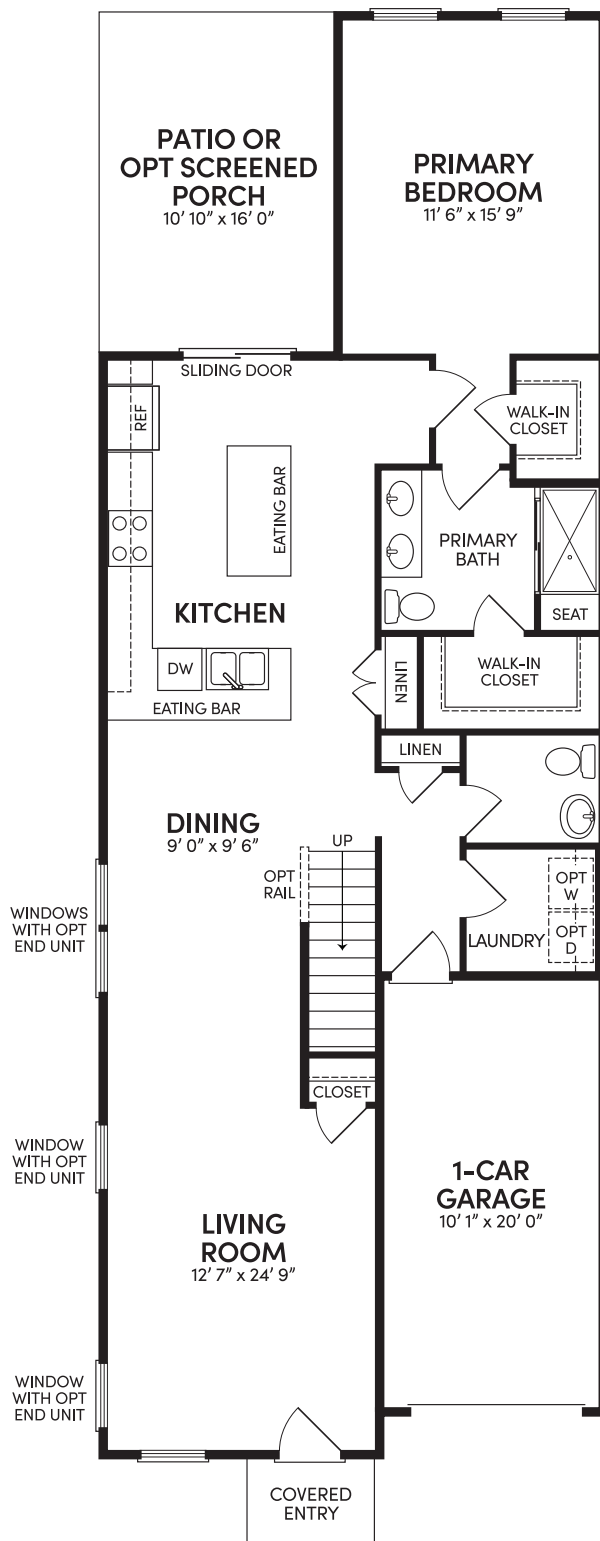 PATIO OR
OPT SCREENED
PORCH
10' 10" x 16' 0"
PRIMARY
BEDROOM
11' 6" x 15' 9"
SLIDING DOOR
REF
WALK-IN
CLOSET
EATING BAR
PRIMARY
BATH
SEAT
KITCHEN
DW
EATING BAR
LINEN
WALK-IN
CLOSET
LINEN
DINING
9' 0" x 9' 6"
UP
OPT
RAIL
OPT
W
OPT
D
LAUNDRY
WINDOWS
WITH OPT
END UNIT
CLOSET
WINDOW
WITH OPT
END UNIT
1-CAR
GARAGE
10' 1" x 20' 0"
LIVING
ROOM
12' 7" x 24' 9"
WINDOW
WITH OPT
END UNIT
COVERED
ENTRY